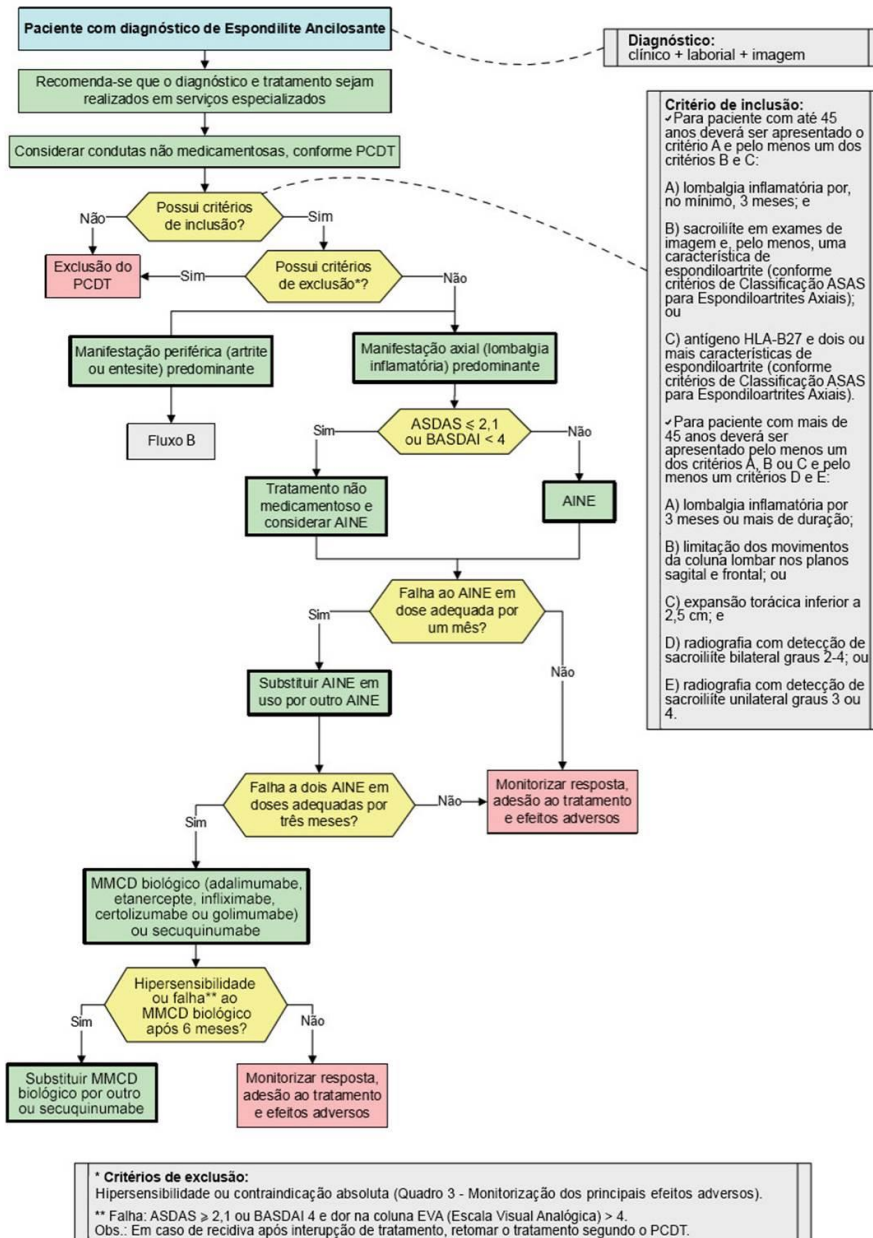 Paciente com diagnóstico de Espondilite Ancilosante
Diagnóstico:
clínico + laborial + imagem
Recomenda-se que o diagnóstico e tratamento sejam
realizados em serviços especializados
Considerar condutas não medicamentosas, conforme PCDT
Possui critérios
de inclusão?
Não
Sim
Exclusão do
PCDT
Sim
Possui critérios
de exclusão*?
Não
Manifestação periférica (artrite
ou entesite) predominante
Manifestação axial (lombalgia
inflamatória) predominante
Fluxo B
Sim
ASDAS ⩽ 2,1
ou BASDAI < 4
Não
Tratamento não
medicamentoso e
considerar AINE
AINE
Falha ao AINE em
dose adequada por
um mês?
Sim
Não
Substituir AINE em
uso por outro AINE
Falha a dois AINE em
doses adequadas por
três meses?
Não
Sim
Monitorizar resposta,
adesão ao tratamento
e efeitos adversos
MMCD biológico (adalimumabe,
etanercepte, infliximabe,
certolizumabe ou golimumabe)
ou secuquinumabe
Hipersensibilidade
ou falha** ao
MMCD biológico
após 6 meses?
Sim
Não
Substituir MMCD
biológico por outro
ou secuquinumabe
Monitorizar resposta,
adesão ao tratamento
e efeitos adversos
Critério de inclusão:
✓Para paciente com até 45
anos deverá ser apresentado o
critério A e pelo menos um dos
critérios B e C:
A) lombalgia inflamatória por,
no mínimo, 3 meses; e
B) sacroiliíte em exames de
imagem e, pelo menos, uma
característica de
espondiloartrite (conforme
critérios de Classificação ASAS
para Espondiloartrites Axiais);
ou
C) antígeno HLA-B27 e dois ou
mais características de
espondiloartrite (conforme
critérios de Classificação ASAS
para Espondiloartrites Axiais).
✓Para paciente com mais de
45 anos deverá ser
apresentado pelo menos um
dos critérios A, B ou C e pelo
menos um critérios D e E:
A) lombalgia inflamatória por
3 meses ou mais de duração;
B) limitação dos movimentos
da coluna lombar nos planos
sagital e frontal; ou
C) expansão torácica inferior a
2,5 cm; e
D) radiografia com detecção de
sacroiliíte bilateral graus 2-4; ou
E) radiografia com detecção de
sacroiliíte unilateral graus 3 ou
4.
* Critérios de exclusão:
Hipersensibilidade ou contraindicação absoluta (Quadro 3 - Monitorização dos principais efeitos adversos).
** Falha: ASDAS ⩾ 2,1 ou BASDAI 4 e dor na coluna EVA (Escala Visual Analógica) > 4.
Obs.: Em caso de recidiva após interupção de tratamento, retomar o tratamento segundo o PCDT.